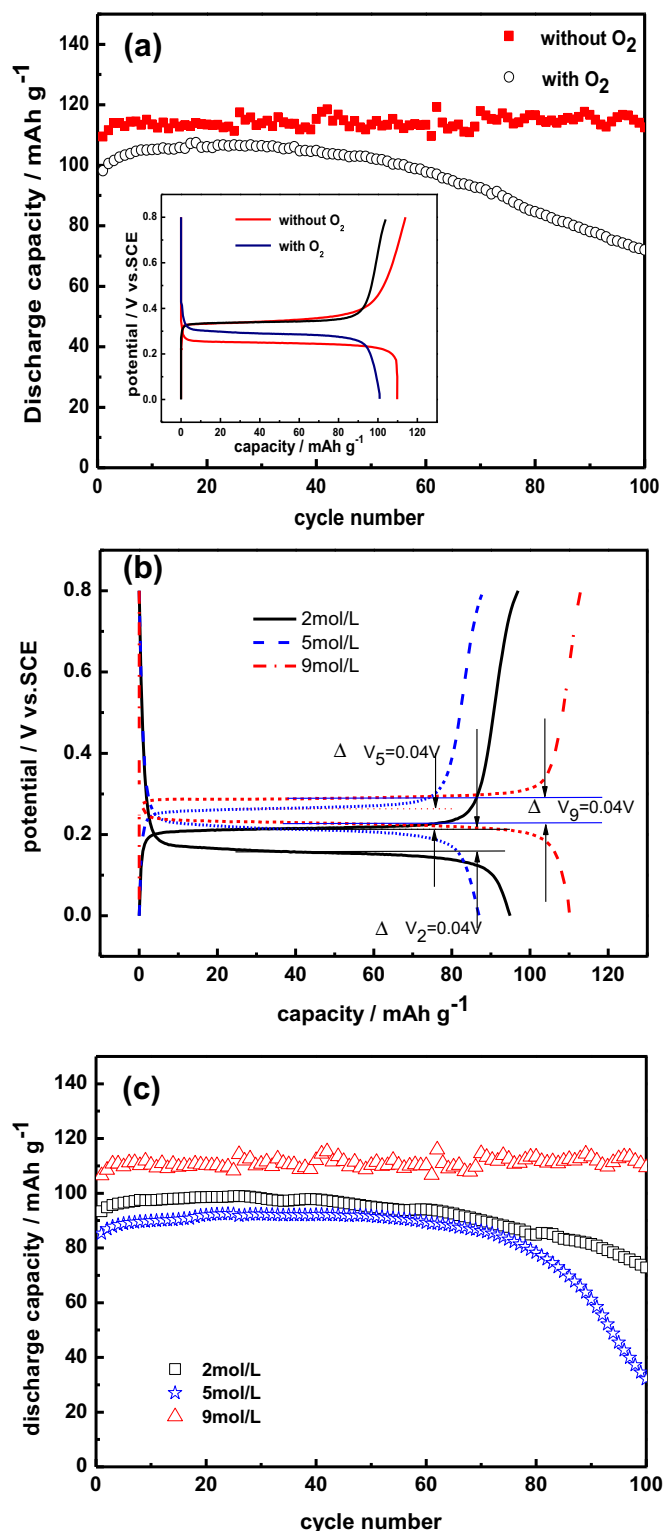 (a)
without O2
with O2
Discharge capacity / mAh g-1
140
120
100
80
60
40
20
0
0 20 40 60 80 100
cycle number
without O2
with O2
potential / V vs.SCE
0.8
0.6
0.4
0.2
0.0
0 20 40 60 80 100 120
capacity / mAh g-1
(b)
2mol/L
5mol/L
9mol/L
potential / V vs.SCE
0.8
0.6
0.4
0.2
0.0
Δ V5=0.04V
Δ V9=0.04V
Δ V2=0.04V
0 20 40 60 80 100 120
capacity / mAh g-1
(c)
discharge capacity / mAh g-1
140
120
100
80
60
40
20
0
2mol/L
5mol/L
9mol/L
0 20 40 60 80 100
cycle number